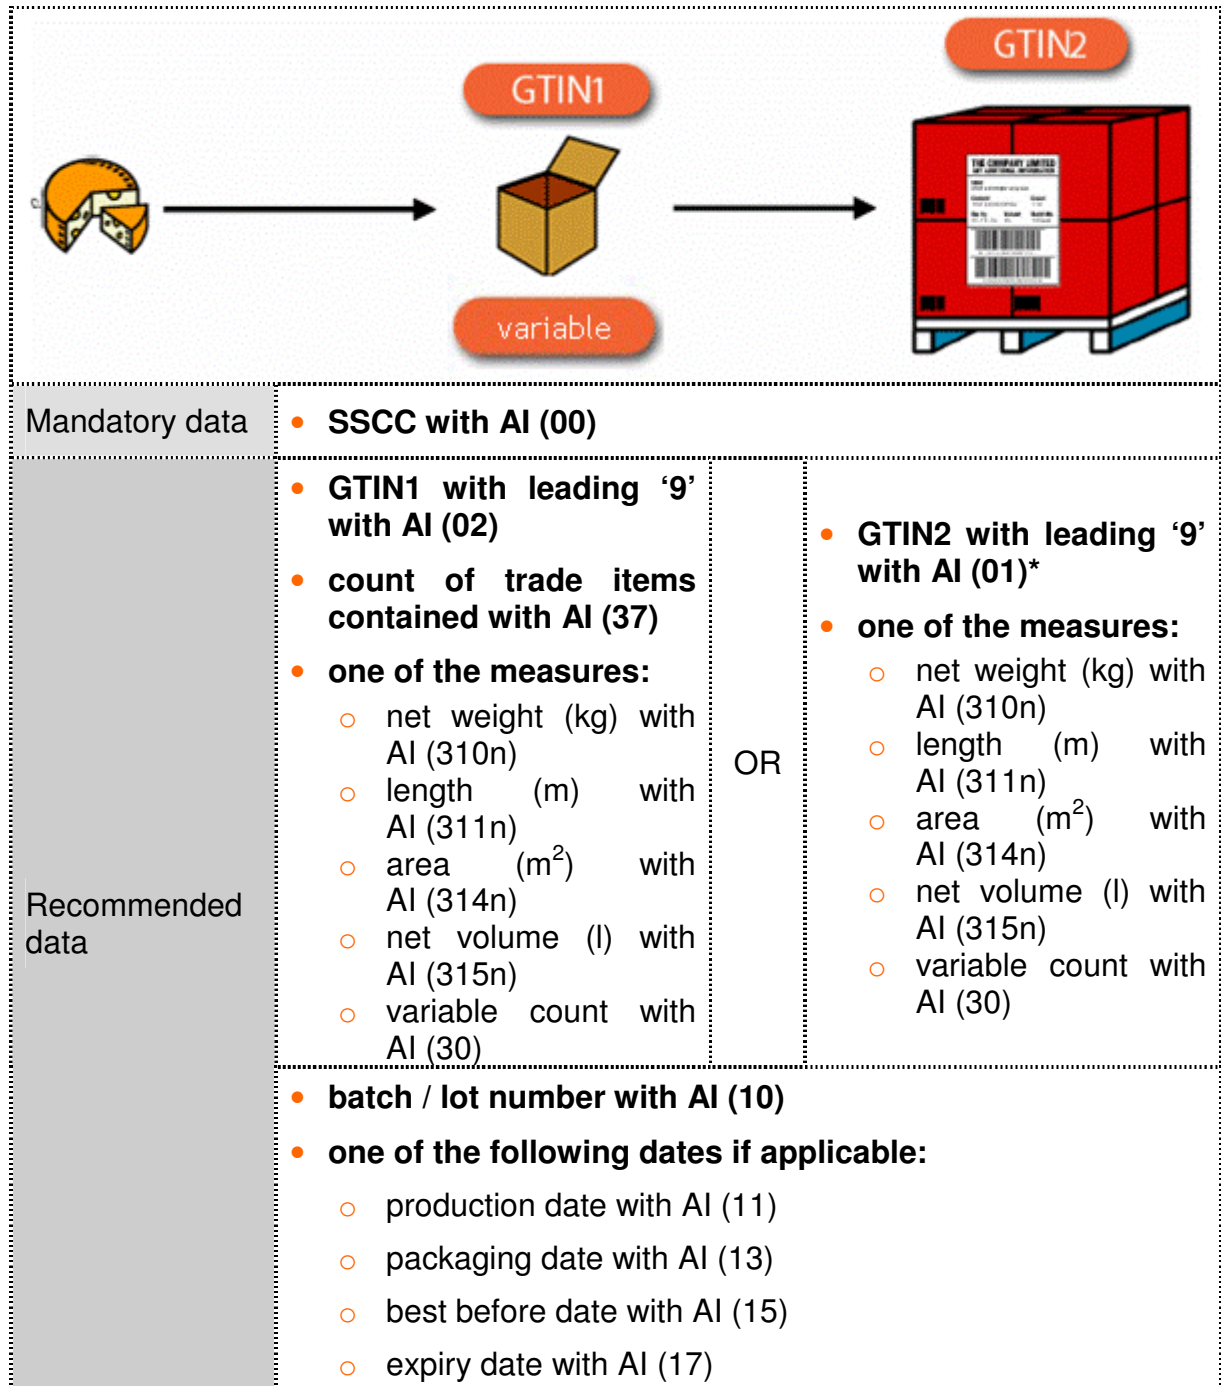 GTIN2
GTIN1
THE COMPANY LIMITED
variable
Mandatory data
• SSCC with AI (00)
Recommended
data
• GTIN1 with leading ‘9’
with AI (02)
• count of trade items
contained with AI (37)
• one of the measures:
o net weight (kg) with
AI (310n)
o length (m) with
AI (311n)
o area (m²) with
AI (314n)
o net volume (l) with
AI (315n)
o variable count with
AI (30)
OR
• GTIN2 with leading ‘9’
with AI (01)*
• one of the measures:
o net weight (kg) with
AI (310n)
o length (m) with
AI (311n)
o area (m²) with
AI (314n)
o net volume (l) with
AI (315n)
o variable count with
AI (30)
• batch / lot number with AI (10)
• one of the following dates if applicable:
o production date with AI (11)
o packaging date with AI (13)
o best before date with AI (15)
o expiry date with AI (17)